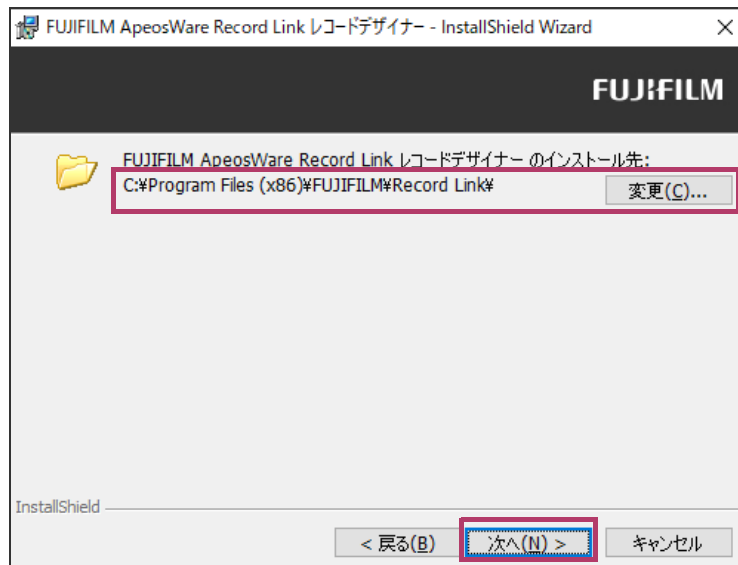 FUJIFILM ApeosWare Record Link レコードデザイナー - InstallShield Wizard
FUJIFILM
FUJIFILM ApeosWare Record Link レコードデザイナー のインストール先:
C:¥Program Files (x86)¥FUJIFILM¥Record Link¥
変更(C)...
InstallShield
< 戻る(B)
次へ(N) >
キャンセル